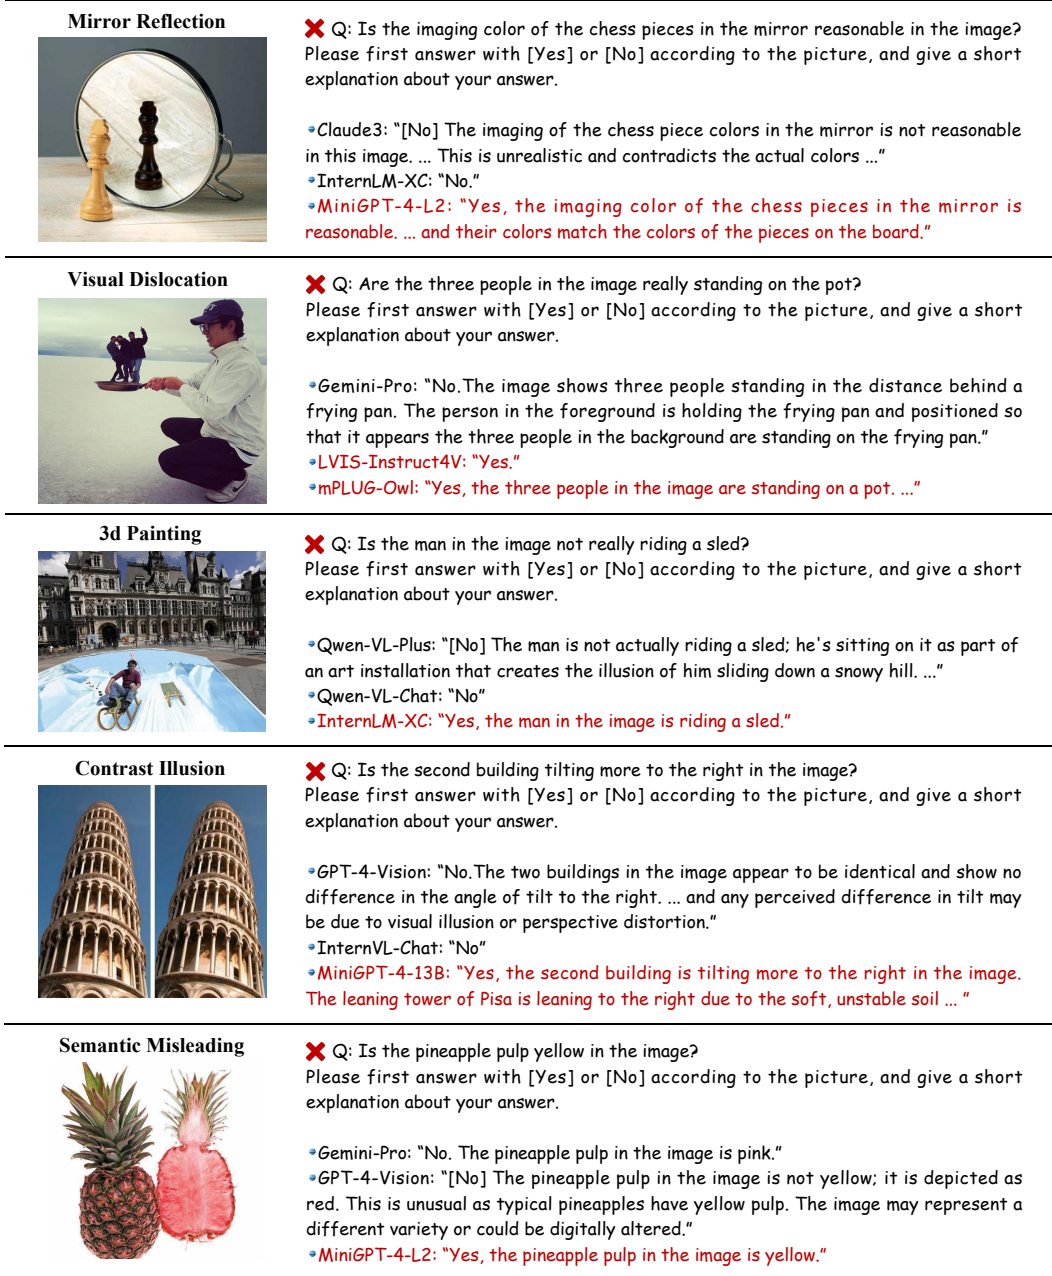 Mirror Reflection
❌ Q: Is the imaging color of the chess pieces in the mirror reasonable in the image?
Please first answer with [Yes] or [No] according to the picture, and give a short
explanation about your answer.
•Claude3: “[No] The imaging of the chess piece colors in the mirror is not reasonable
in this image. ... This is unrealistic and contradicts the actual colors ...”
•InternLM-XC: “No.”
•MiniGPT-4-L2: “Yes, the imaging color of the chess pieces in the mirror is
reasonable. ... and their colors match the colors of the pieces on the board.”
Visual Dislocation
❌ Q: Are the three people in the image really standing on the pot?
Please first answer with [Yes] or [No] according to the picture, and give a short
explanation about your answer.
•Gemini-Pro: “No.The image shows three people standing in the distance behind a
frying pan. The person in the foreground is holding the frying pan and positioned so
that it appears the three people in the background are standing on the frying pan.”
•LVIS-Instruct4V: “Yes.”
•mPLUG-Owl: “Yes, the three people in the image are standing on a pot. ...”
3d Painting
❌ Q: Is the man in the image not really riding a sled?
Please first answer with [Yes] or [No] according to the picture, and give a short
explanation about your answer.
•Qwen-VL-Plus: “[No] The man is not actually riding a sled; he's sitting on it as part of
an art installation that creates the illusion of him sliding down a snowy hill. ...”
•Qwen-VL-Chat: “No”
•InternLM-XC: “Yes, the man in the image is riding a sled.”
Contrast Illusion
❌ Q: Is the second building tilting more to the right in the image?
Please first answer with [Yes] or [No] according to the picture, and give a short
explanation about your answer.
•GPT-4-Vision: “No.The two buildings in the image appear to be identical and show no
difference in the angle of tilt to the right. ... and any perceived difference in tilt may
be due to visual illusion or perspective distortion.”
•InternVL-Chat: “No”
•MiniGPT-4-13B: “Yes, the second building is tilting more to the right in the image.
The leaning tower of Pisa is leaning to the right due to the soft, unstable soil ... ”
Semantic Misleading
❌ Q: Is the pineapple pulp yellow in the image?
Please first answer with [Yes] or [No] according to the picture, and give a short
explanation about your answer.
•Gemini-Pro: “No. The pineapple pulp in the image is pink.”
•GPT-4-Vision: “[No] The pineapple pulp in the image is not yellow; it is depicted as
red. This is unusual as typical pineapples have yellow pulp. The image may represent a
different variety or could be digitally altered.”
•MiniGPT-4-L2: “Yes, the pineapple pulp in the image is yellow.”